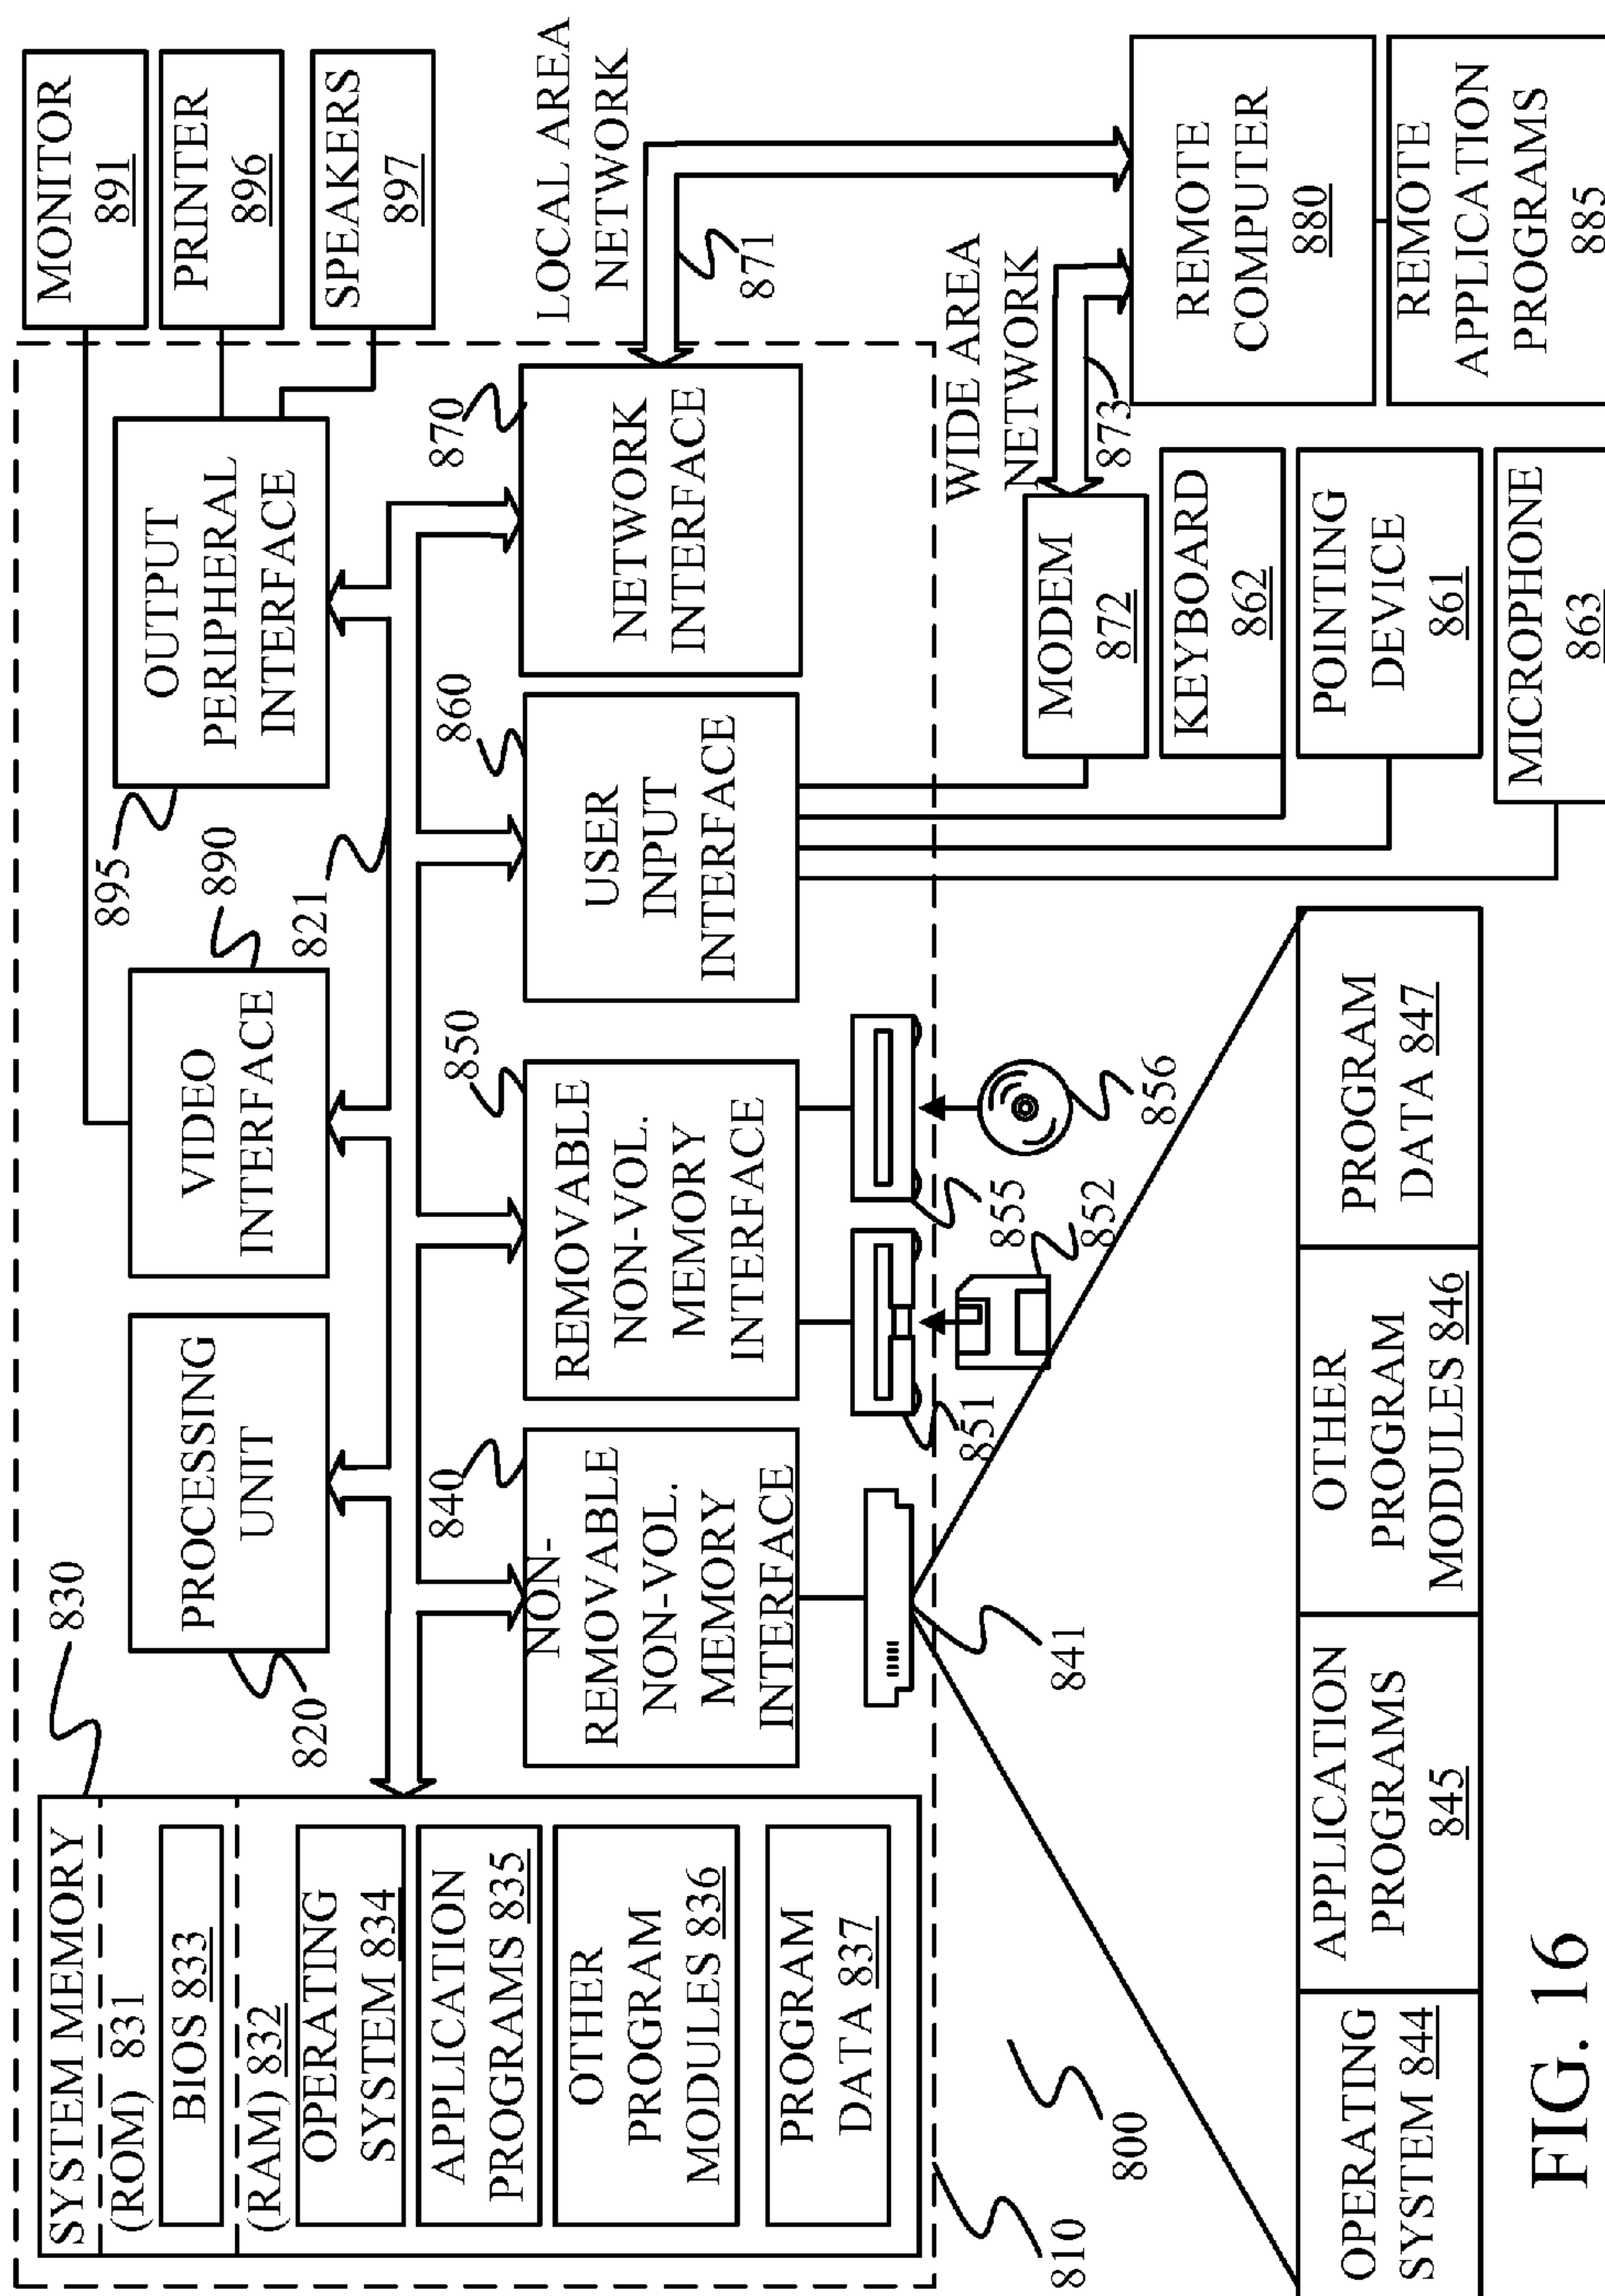 SYSTEM MEMORY
(ROM) 831
BIOS 833
(RAM) 832
OPERATING
SYSTEM 834
APPLICATION
PROGRAMS 835
OTHER
PROGRAM
MODULES 836
PROGRAM
DATA 837
830
820
PROCESSING
UNIT
VIDEO
INTERFACE
890
821
895
OUTPUT
PERIPHERAL
INTERFACE
MONITOR
891
PRINTER
896
SPEAKERS
897
840
NON-
REMOVABLE
NON-VOL.
MEMORY
INTERFACE
850
REMOVABLE
NON-VOL.
MEMORY
INTERFACE
860
USER
INPUT
INTERFACE
870
NETWORK
INTERFACE
LOCAL AREA
NETWORK
871
841
851
852
855
856
WIDE AREA
NETWORK
873
MODEM
872
KEYBOARD
862
POINTING
DEVICE
861
MICROPHONE
863
REMOTE
COMPUTER
880
REMOTE
APPLICATION
PROGRAMS
885
810
800
OPERATING
SYSTEM 844
APPLICATION
PROGRAMS
845
OTHER
PROGRAM
MODULES 846
PROGRAM
DATA 847
FIG. 16